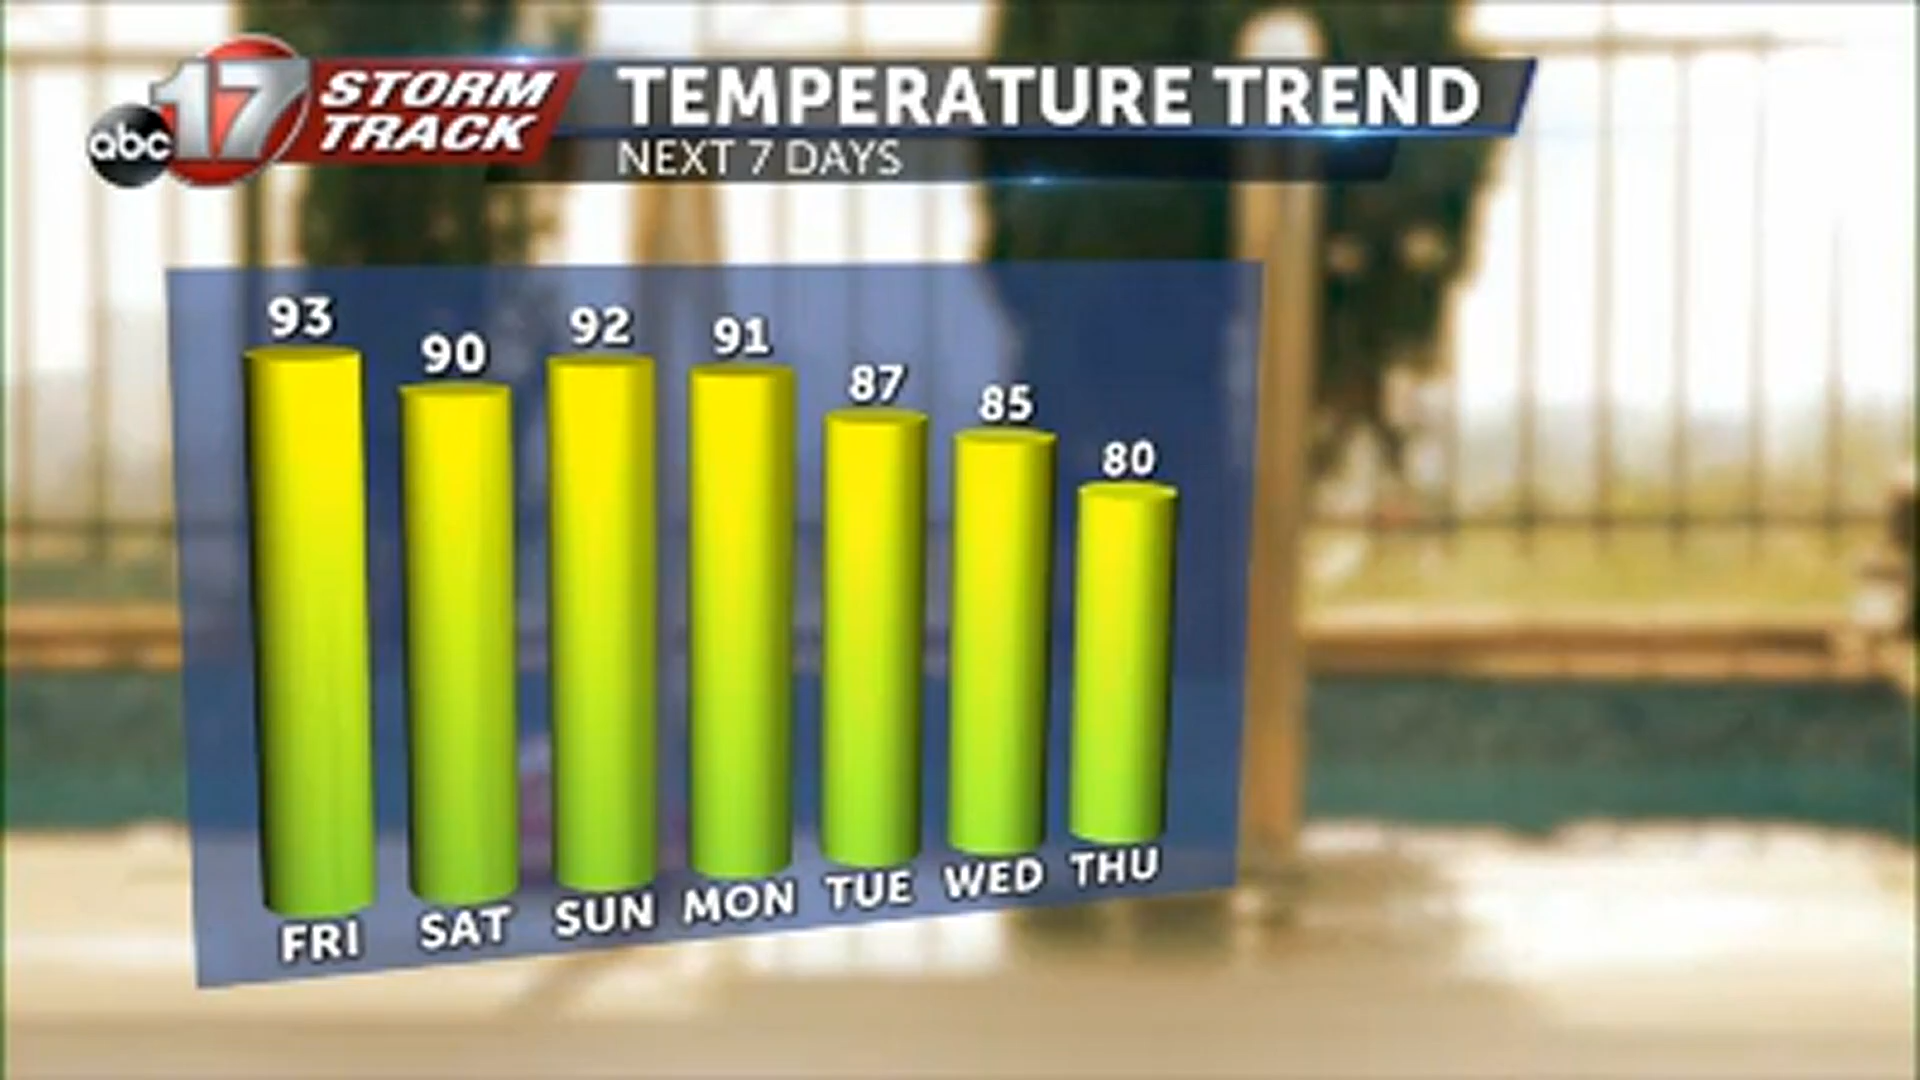 abc 17 STORM TRACK
TEMPERATURE TREND
NEXT 7 DAYS
93 90 92 91 87 85 80
FRI SAT SUN MON TUE WED THU